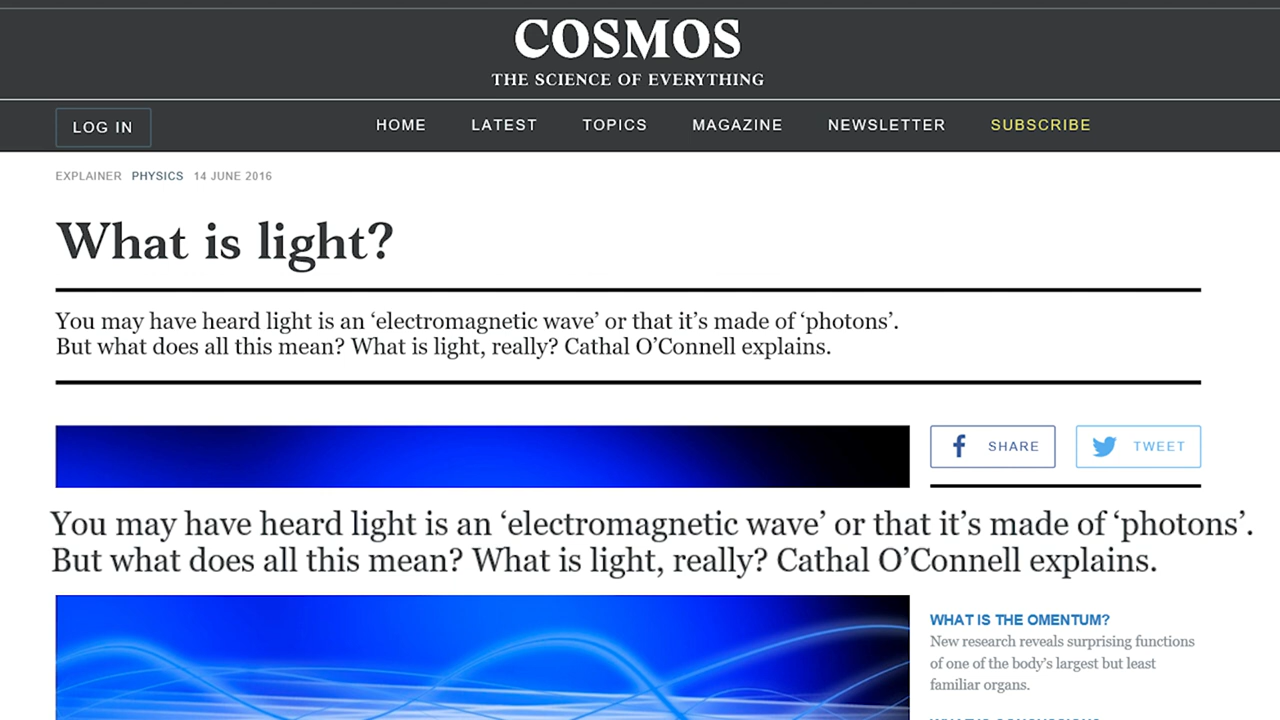 COSMOS
THE SCIENCE OF EVERYTHING
LOG IN
HOME LATEST TOPICS MAGAZINE NEWSLETTER SUBSCRIBE
EXPLAINER PHYSICS 14 JUNE 2016
What is light?
You may have heard light is an ‘electromagnetic wave’ or that it’s made of ‘photons’.
But what does all this mean? What is light, really? Cathal O’Connell explains.
SHARE TWEET
You may have heard light is an ‘electromagnetic wave’ or that it’s made of ‘photons’.
But what does all this mean? What is light, really? Cathal O’Connell explains.
WHAT IS THE OMENTUM?
New research reveals surprising functions
of one of the body’s largest but least
familiar organs.